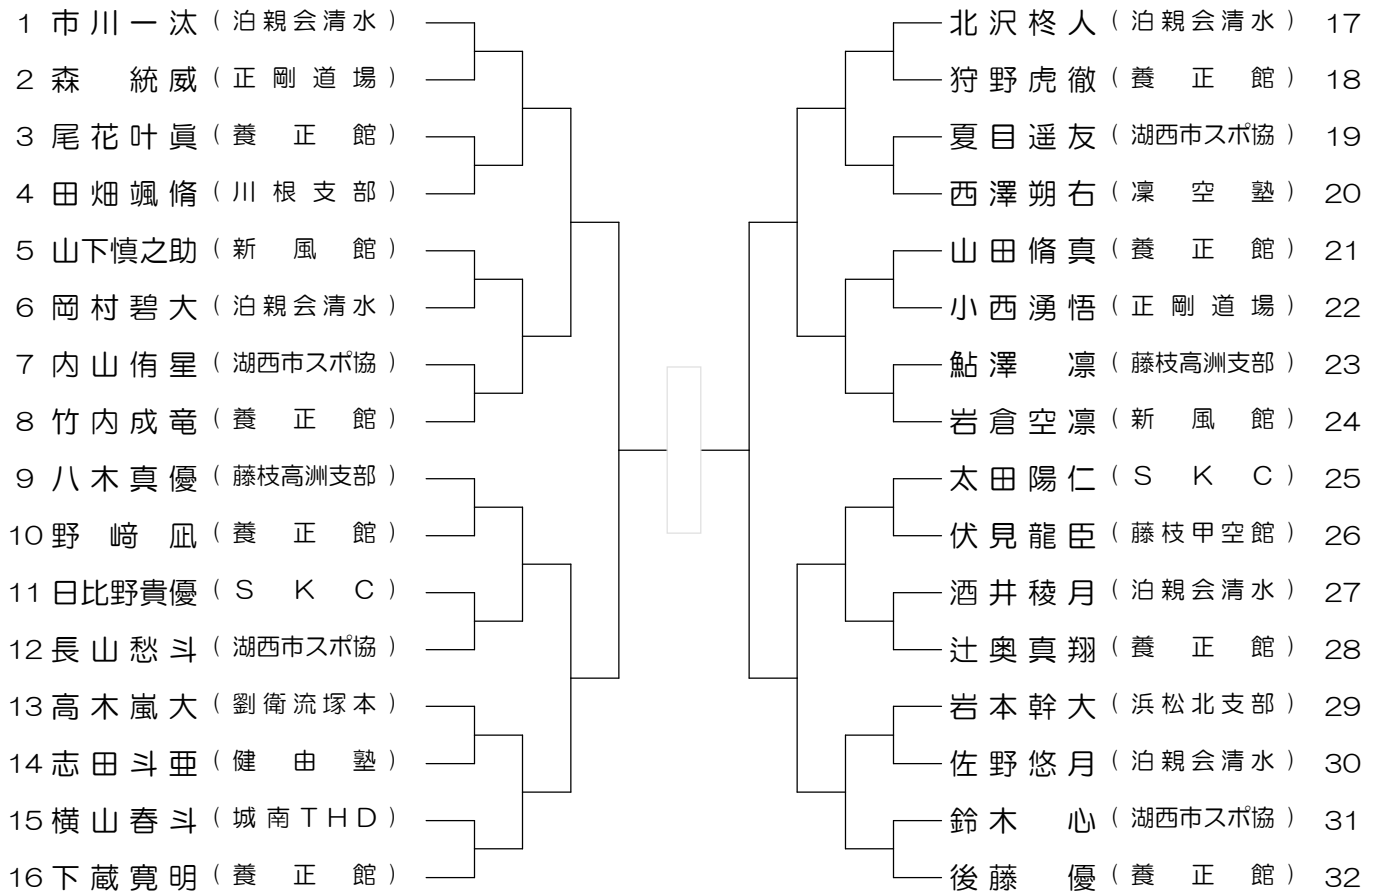 1 市川一汰（泊親会清水）
2 森　統威（正剛道場）
3 尾花叶眞（養正館）
4 田畑颯脩（川根支部）
5 山下慎之助（新風館）
6 岡村碧大（泊親会清水）
7 内山侑星（湖西市スポ協）
8 竹内成竜（養正館）
9 八木真優（藤枝高洲支部）
10 野﨑凪（養正館）
11 日比野貴優（SKC）
12 長山愁斗（湖西市スポ協）
13 高木嵐大（劉衛流塚本）
14 志田斗亜（健由塾）
15 横山春斗（城南THD）
16 下蔵寛明（養正館）
北沢柊人（泊親会清水） 17
狩野虎徹（養正館） 18
夏目遥友（湖西市スポ協） 19
西澤朔右（凜空塾） 20
山田脩真（養正館） 21
小西湧悟（正剛道場） 22
鮎澤　凛（藤枝高洲支部） 23
岩倉空凛（新風館） 24
太田陽仁（SKC） 25
伏見龍臣（藤枝甲空館） 26
酒井稜月（泊親会清水） 27
辻奥真翔（養正館） 28
岩本幹大（浜松北支部） 29
佐野悠月（泊親会清水） 30
鈴木　心（湖西市スポ協） 31
後藤　優（養正館） 32